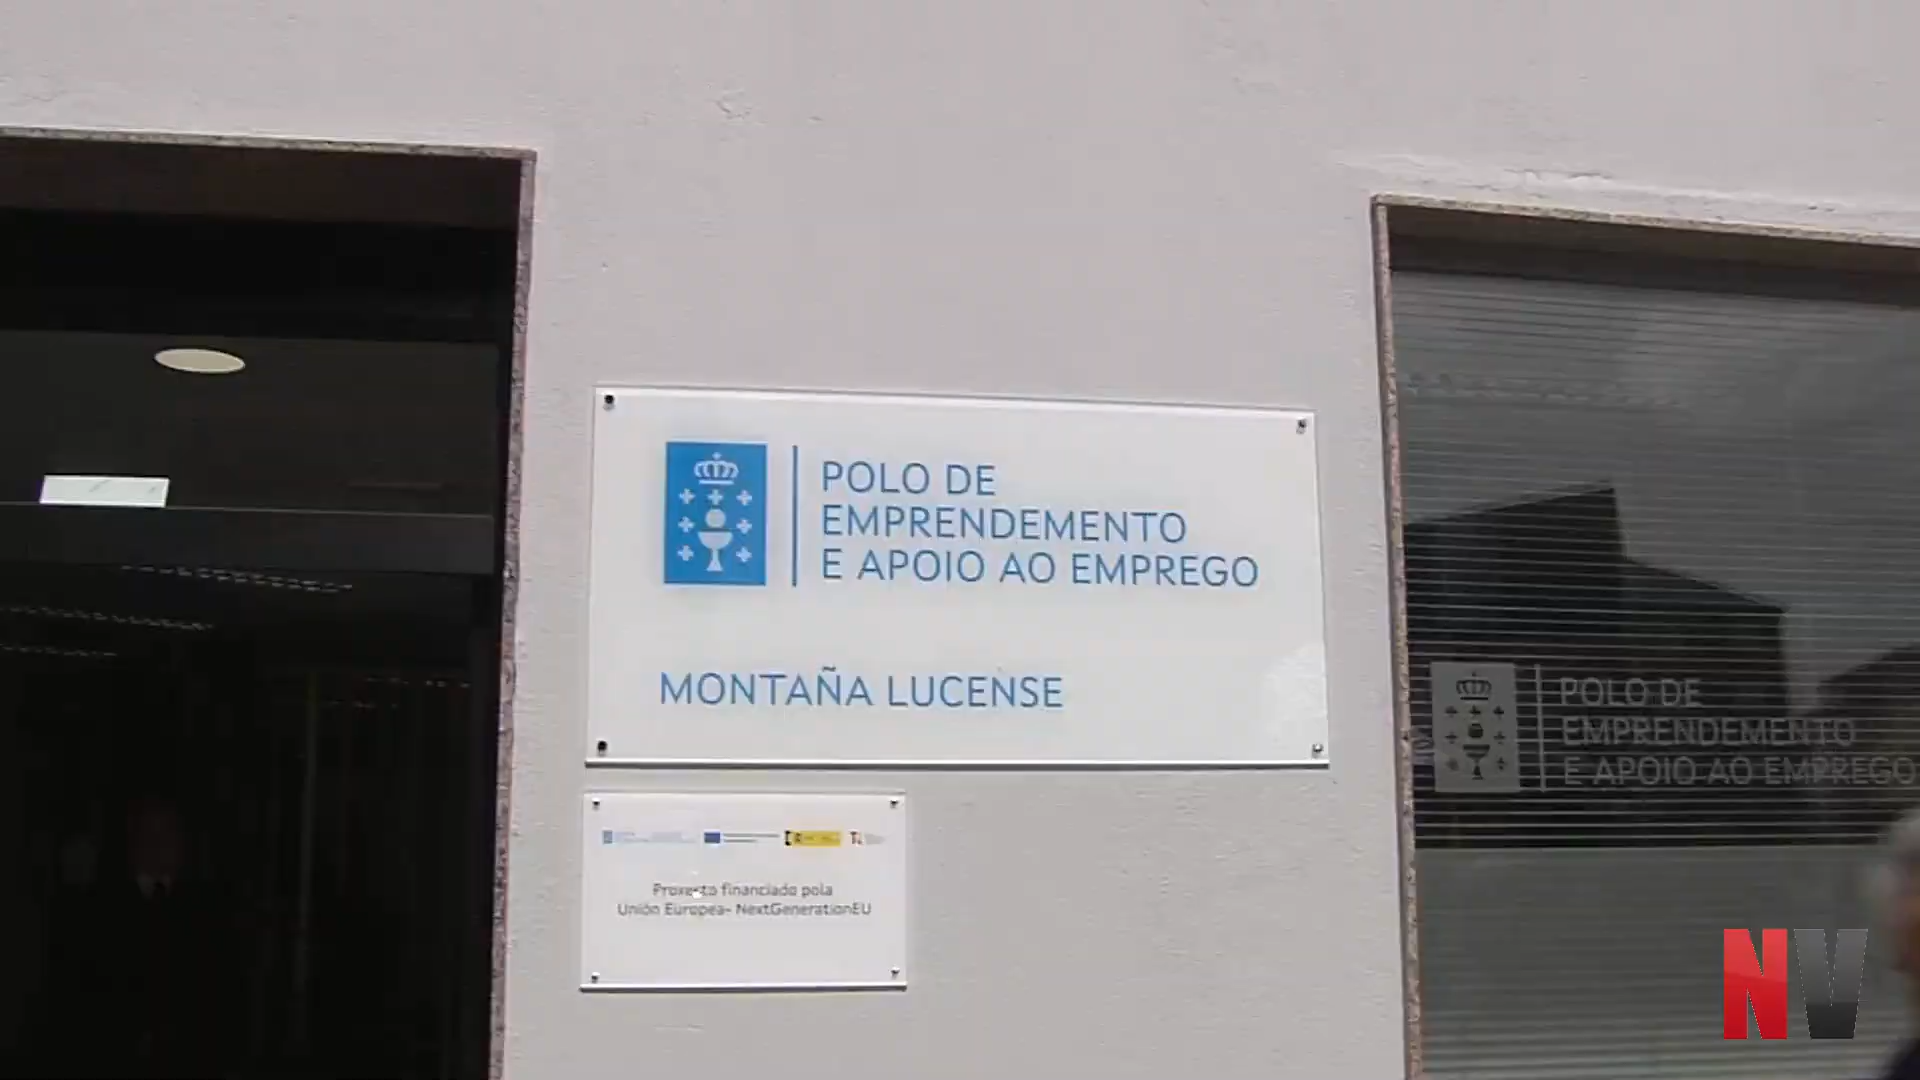 POLO DE
EMPRENDEMENTO
E APOIO AO EMPREGO
MONTAÑA LUCENSE
Proxecto financiado pola
Unión Europea- NextGenerationEU
POLO DE
EMPRENDEMENTO
E APOIO AO EMPREGO
NV